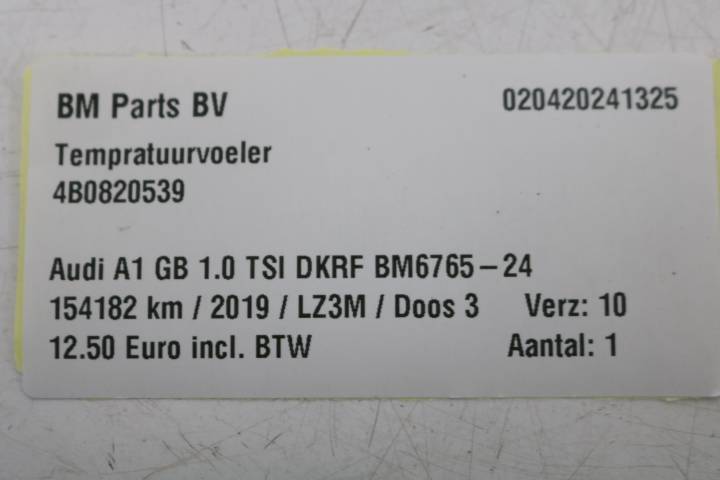 BM Parts BV 020420241325
Tempratuurvoeler
4B0820539
Audi A1 GB 1.0 TSI DKRF BM6765-24
154182 km / 2019 / LZ3M / Doos 3 Verz: 10
12.50 Euro incl. BTW Aantal: 1